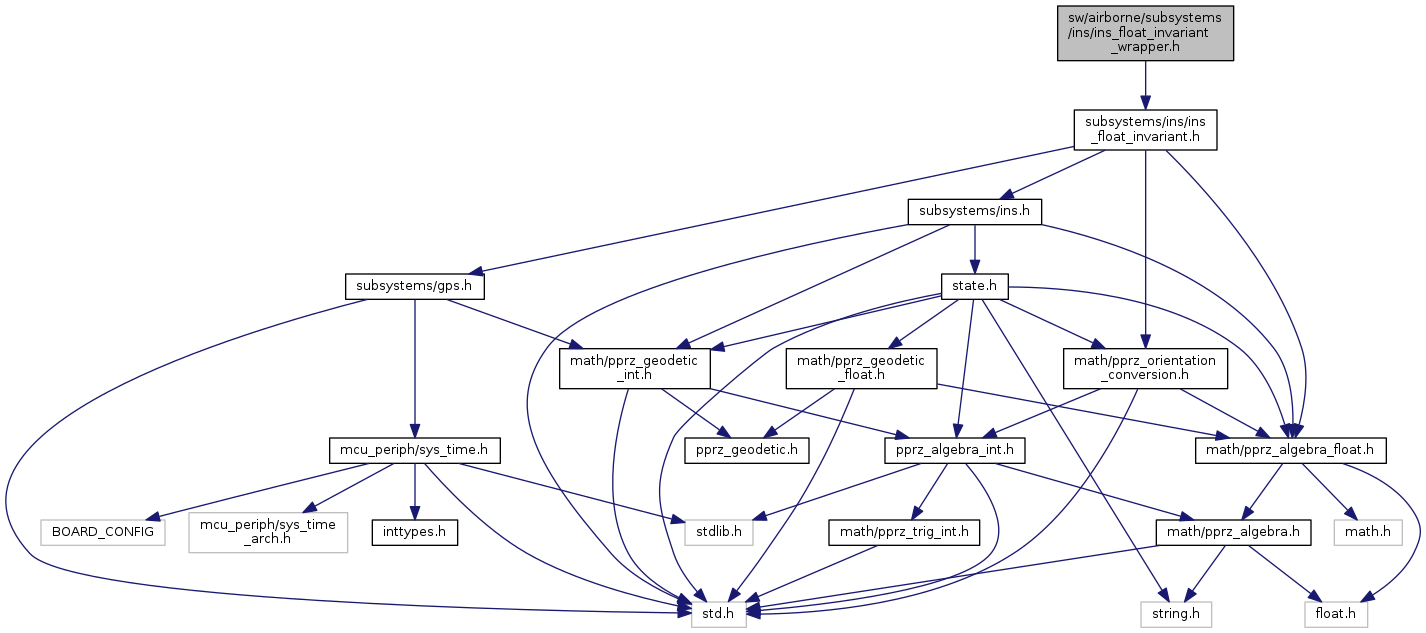 sw/airborne/subsystems
/ins/ins_float_invariant
_wrapper.h
subsystems/ins/ins
_float_invariant.h
subsystems/ins.h
subsystems/gps.h
state.h
math/pprz_geodetic
_int.h
math/pprz_geodetic
_float.h
math/pprz_orientation
_conversion.h
mcu_periph/sys_time.h
pprz_geodetic.h
pprz_algebra_int.h
math/pprz_algebra_float.h
BOARD_CONFIG
mcu_periph/sys_time
_arch.h
inttypes.h
stdlib.h
math/pprz_trig_int.h
math/pprz_algebra.h
math.h
std.h
string.h
float.h